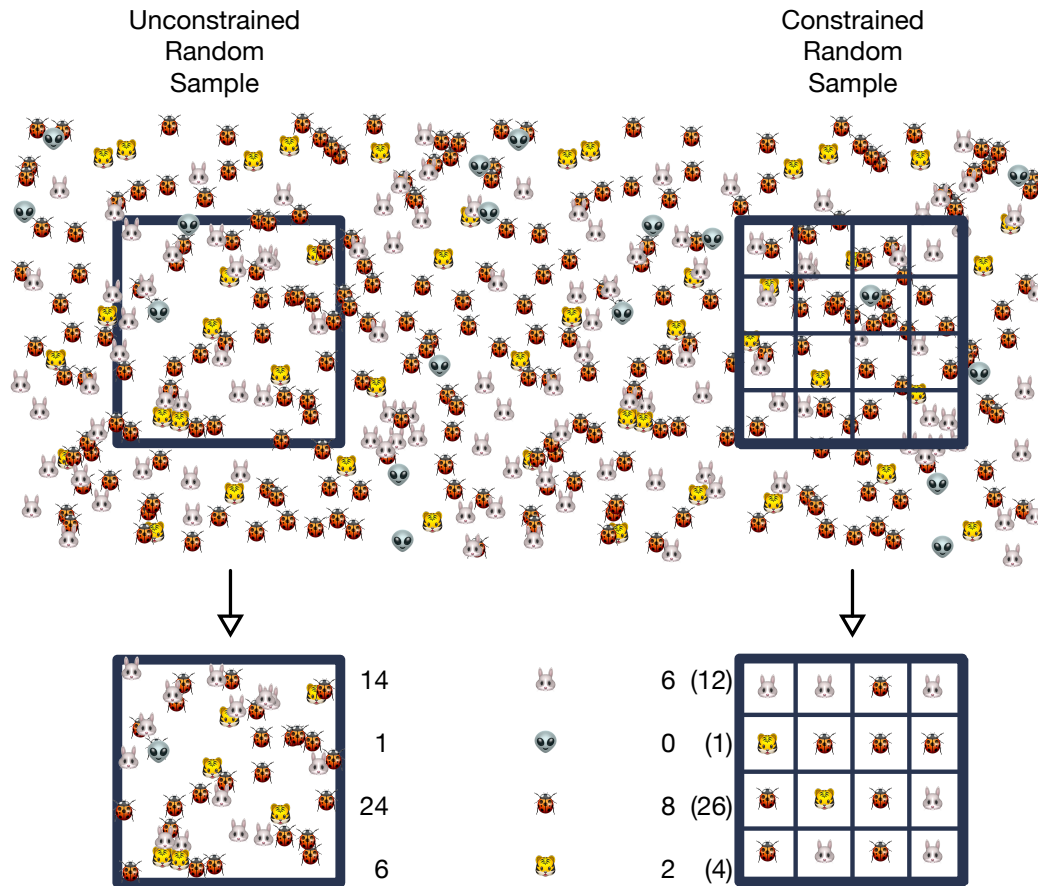 Unconstrained
Random
Sample
Constrained
Random
Sample
14
6 (12)
1
0 (1)
24
8 (26)
6
2 (4)